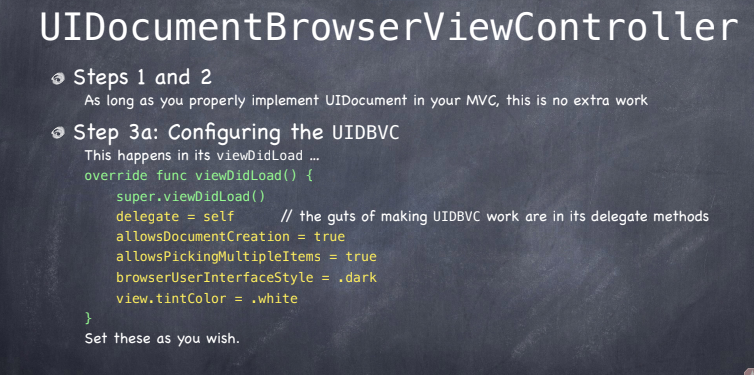 UIDocumentBrowserViewController
Steps 1 and 2
As long as you properly implement UIDocument in your MVC, this is no extra work
Step 3a: Configuring the UIDBVC
This happens in its viewDidLoad ...
override func viewDidLoad() {
super.viewDidLoad()
delegate = self // the guts of making UIDBVC work are in its delegate methods
allowsDocumentCreation = true
allowsPickingMultipleItems = true
browserUserInterfaceStyle = .dark
view.tintColor = .white
}
Set these as you wish.